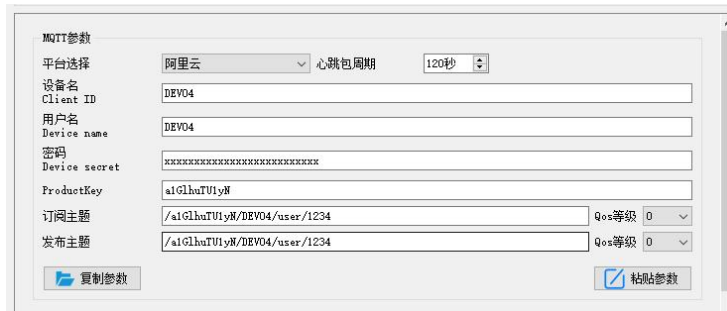 MQTT参数
平台选择 阿里云 心跳包周期 120秒
设备名
Client ID
DEV04
用户名
Device name
DEV04
密码
Device secret
xxxxxxxxxxxxxxxxxxxxxxxxxx
ProductKey a1GlhuTU1yN
订阅主题 /a1GlhuTU1yN/DEV04/user/1234 Qos等级 0
发布主题 /a1GlhuTU1yN/DEV04/user/1234 Qos等级 0
复制参数 粘贴参数